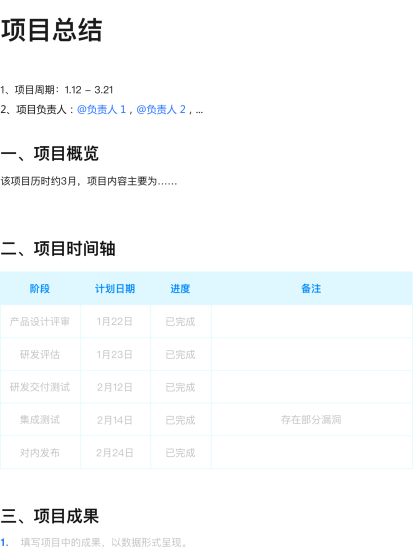 项目总结
1、项目周期：1.12 – 3.21
2、项目负责人：@负责人 1，@负责人 2，...
一、项目概览
该项目历时约3月，项目内容主要为……
二、项目时间轴
阶段 计划日期 进度 备注
产品设计评审 1月22日 已完成
研发评估 1月23日 已完成
研发交付测试 2月12日 已完成
集成测试 2月14日 已完成 存在部分漏洞
对内发布 2月24日 已完成
三、项目成果
1. 填写项目中的成果，以数据形式呈现。